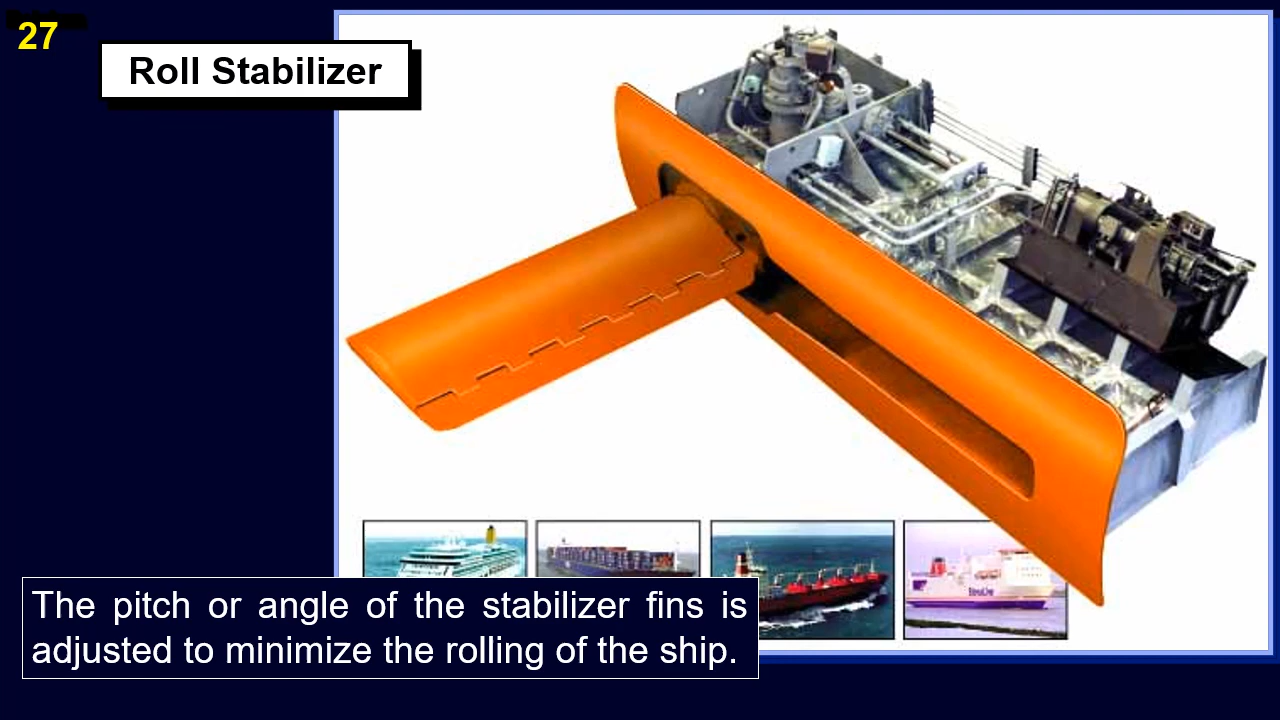 27
Roll Stabilizer
The pitch or angle of the stabilizer fins is
adjusted to minimize the rolling of the ship.